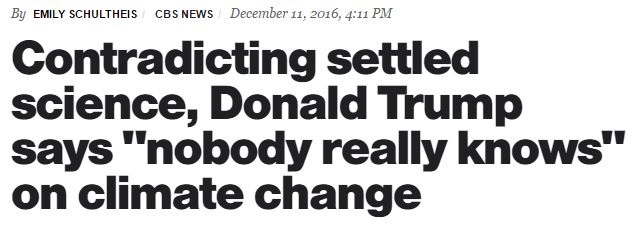 By EMILY SCHULTHEIS / CBS NEWS / December 11, 2016, 4:11 PM
Contradicting settled
science, Donald Trump
says "nobody really knows"
on climate change